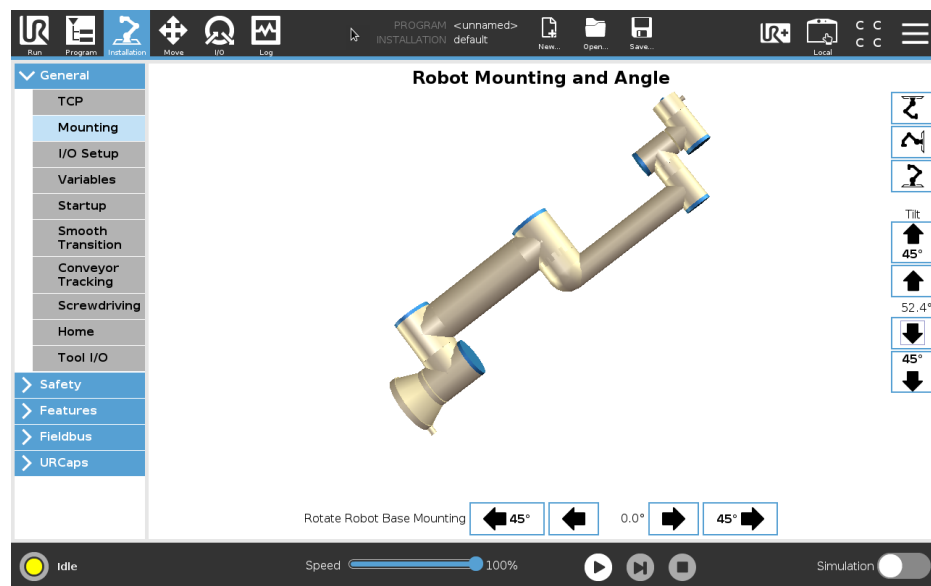 PROGRAM <unnamed>
INSTALLATION default
UR
UR+
C C
C C
Run
Program
Installation
Move
I/O
Log
New...
Open...
Save...
Local
General
Robot Mounting and Angle
TCP
Mounting
I/O Setup
Variables
Startup
Smooth
Transition
Conveyor
Tracking
Screwdriving
Home
Tool I/O
Safety
Features
Fieldbus
URCaps
Tilt
45°
52.4°
45°
Rotate Robot Base Mounting
45°
0.0°
45°
Idle
Speed
100%
Simulation